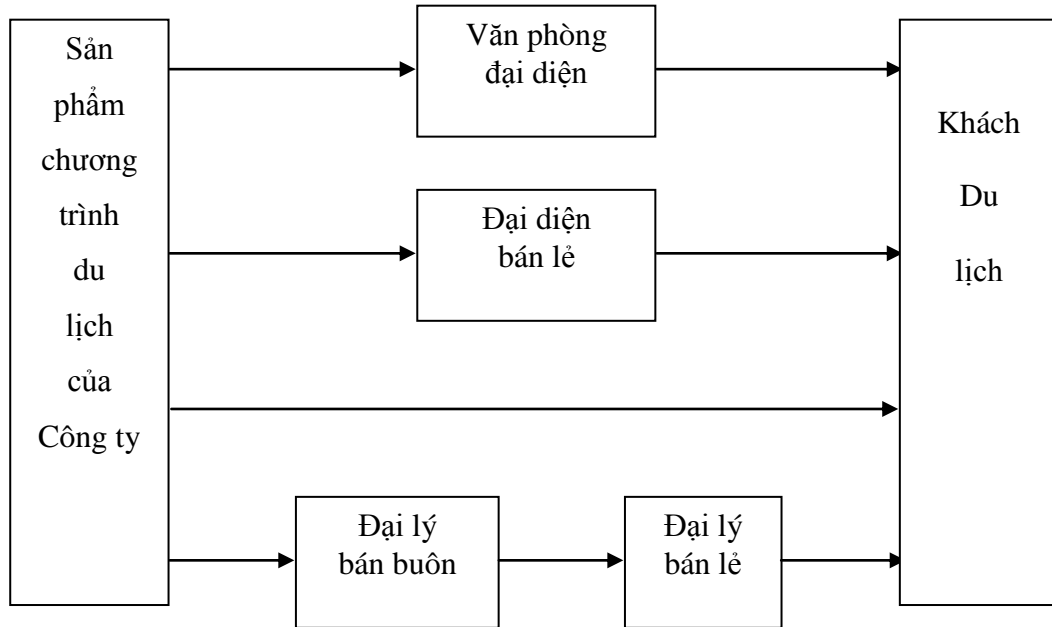 Sản
phẩm
chương
trình
du
lịch
của
Công ty
Văn phòng
đại diện
Đại diện
bán lẻ
Đại lý
bán buôn
Đại lý
bán lẻ
Khách
Du
lịch